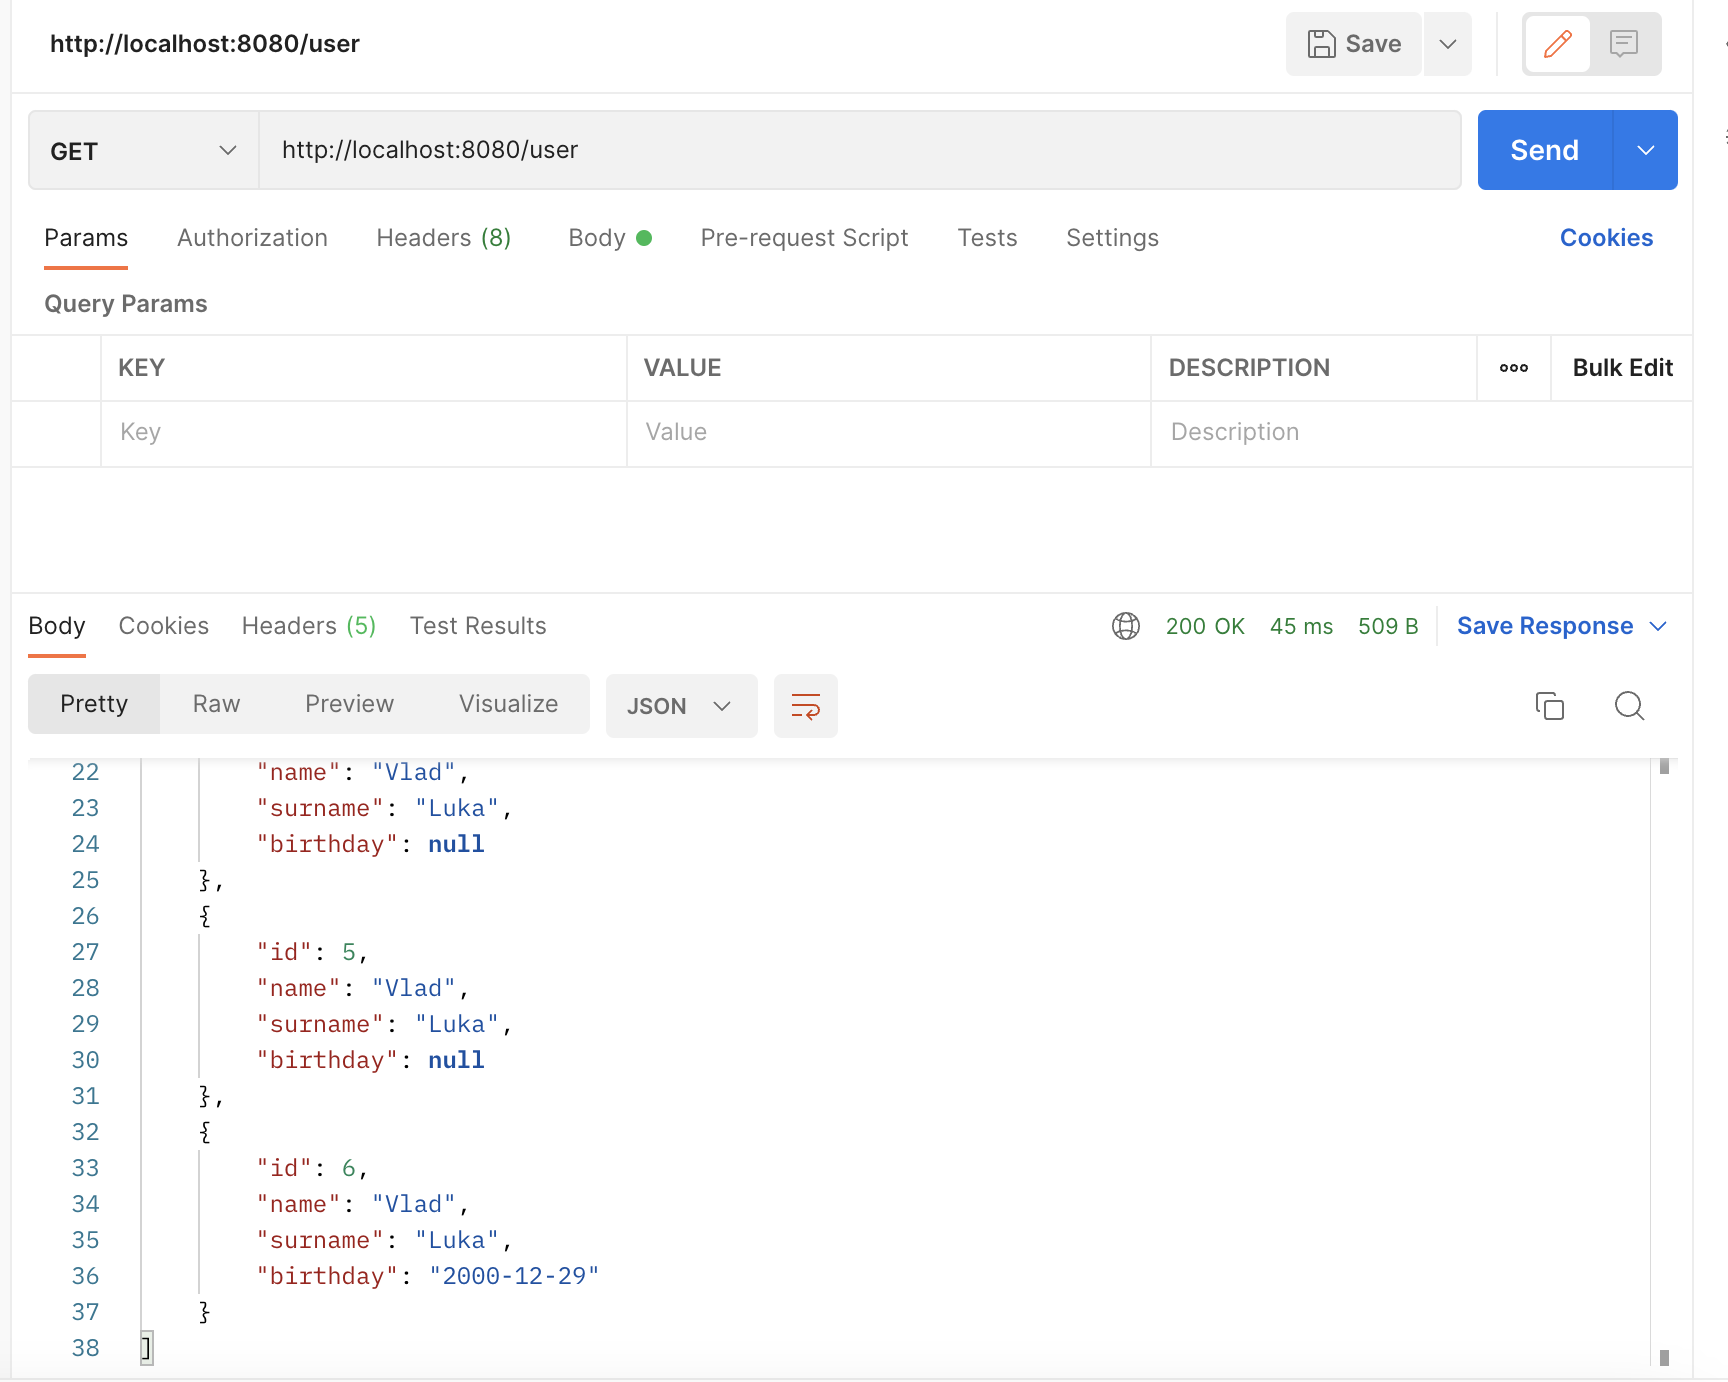 http://localhost:8080/user
Save
GET
http://localhost:8080/user
Send
Params Authorization Headers (8) Body Pre-request Script Tests Settings Cookies
Query Params
KEY VALUE DESCRIPTION ooo Bulk Edit
Key Value Description
Body Cookies Headers (5) Test Results 200 OK 45 ms 509 B Save Response
Pretty Raw Preview Visualize JSON
22 "name": "Vlad",
23 "surname": "Luka",
24 "birthday": null
25 },
26 {
27 "id": 5,
28 "name": "Vlad",
29 "surname": "Luka",
30 "birthday": null
31 },
32 {
33 "id": 6,
34 "name": "Vlad",
35 "surname": "Luka",
36 "birthday": "2000-12-29"
37 }
38 ]